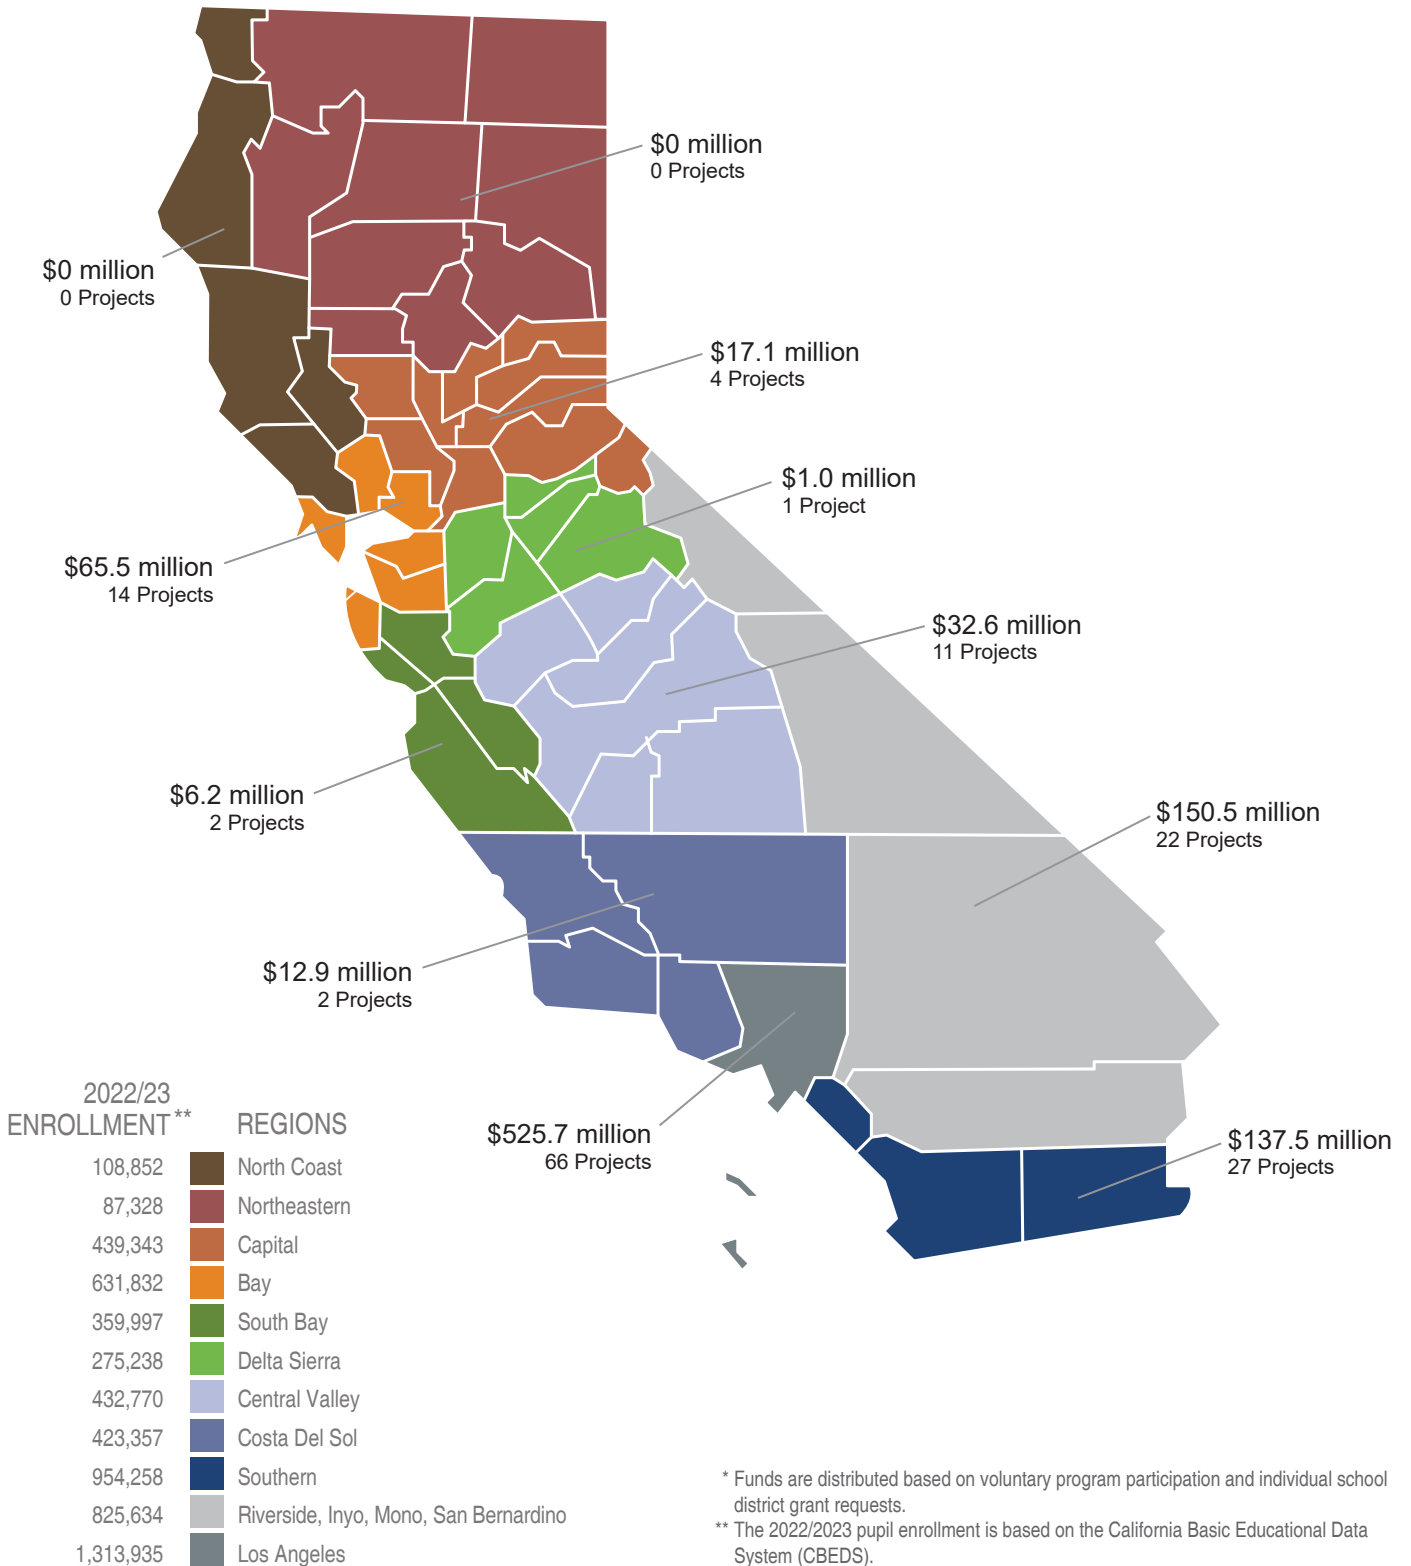 $0 million
0 Projects
$0 million
0 Projects
$17.1 million
4 Projects
$1.0 million
1 Project
$65.5 million
14 Projects
$32.6 million
11 Projects
$6.2 million
2 Projects
$150.5 million
22 Projects
$12.9 million
2 Projects
$525.7 million
66 Projects
$137.5 million
27 Projects
2022/23
ENROLLMENT** REGIONS
108,852 North Coast
87,328 Northeastern
439,343 Capital
631,832 Bay
359,997 South Bay
275,238 Delta Sierra
432,770 Central Valley
423,357 Costa Del Sol
954,258 Southern
825,634 Riverside, Inyo, Mono, San Bernardino
1,313,935 Los Angeles
* Funds are distributed based on voluntary program participation and individual school
district grant requests.
** The 2022/2023 pupil enrollment is based on the California Basic Educational Data
System (CBEDS).